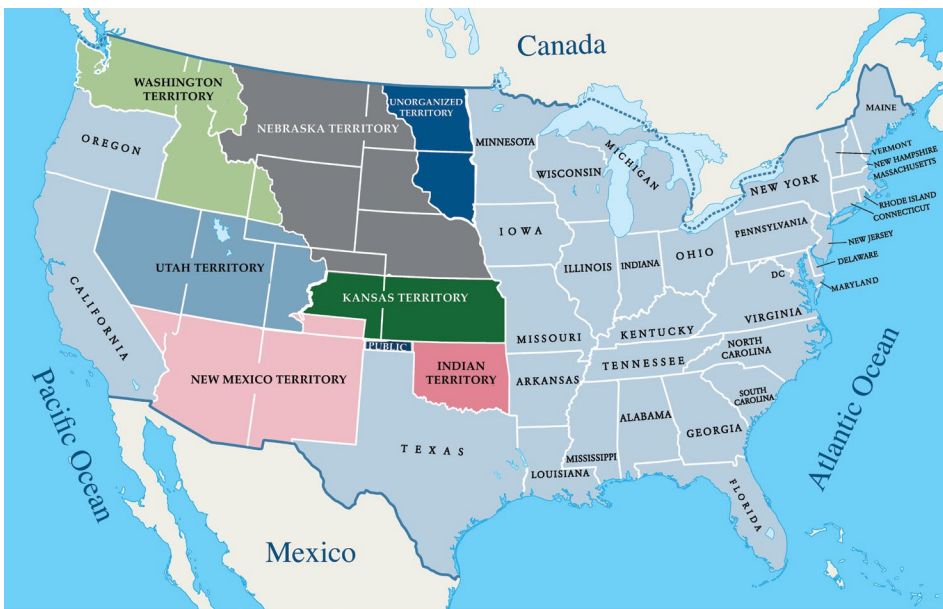 Canada
WASHINGTON
TERRITORY
UNORGANIZED
TERRITORY
MAINE
NEBRASKA TERRITORY
OREGON
MINNESOTA
MICHIGAN
VERMONT
NEW HAMPSHIRE
MASSACHUSETTS
WISCONSIN
NEW YORK
RHODE ISLAND
CONNECTICUT
IOWA
PENNSYLVANIA
NEW JERSEY
OHIO
ILLINOIS
INDIANA
DELAWARE
UTAH TERRITORY
DC
MARYLAND
KANSAS TERRITORY
CALIFORNIA
VIRGINIA
MISSOURI
KENTUCKY
PUBLIC
NORTH
CAROLINA
TENNESSEE
NEW MEXICO TERRITORY
INDIAN
TERRITORY
ARKANSAS
SOUTH
CAROLINA
ALABAMA
GEORGIA
Pacific Ocean
Atlantic Ocean
TEXAS
MISSISSIPPI
LOUISIANA
FLORIDA
Mexico